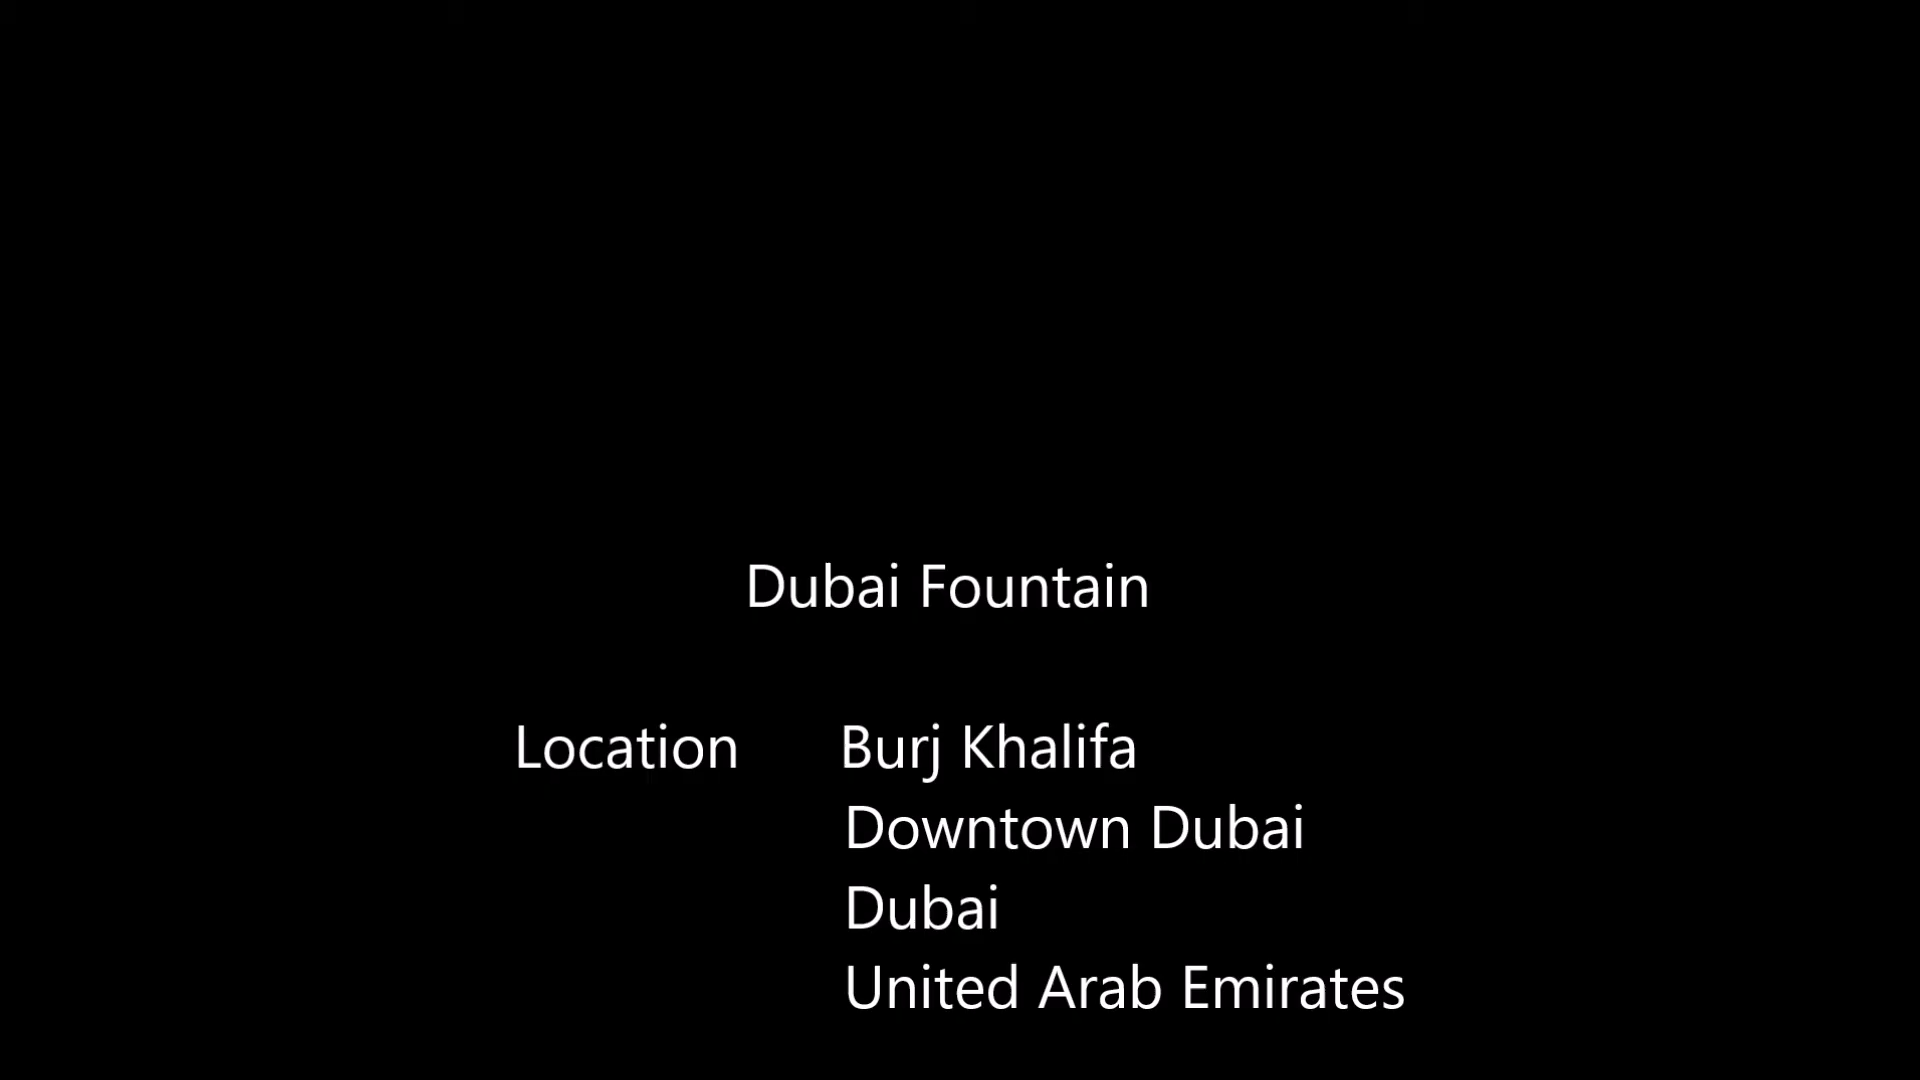 Dubai Fountain
Location Burj Khalifa
Downtown Dubai
Dubai
United Arab Emirates